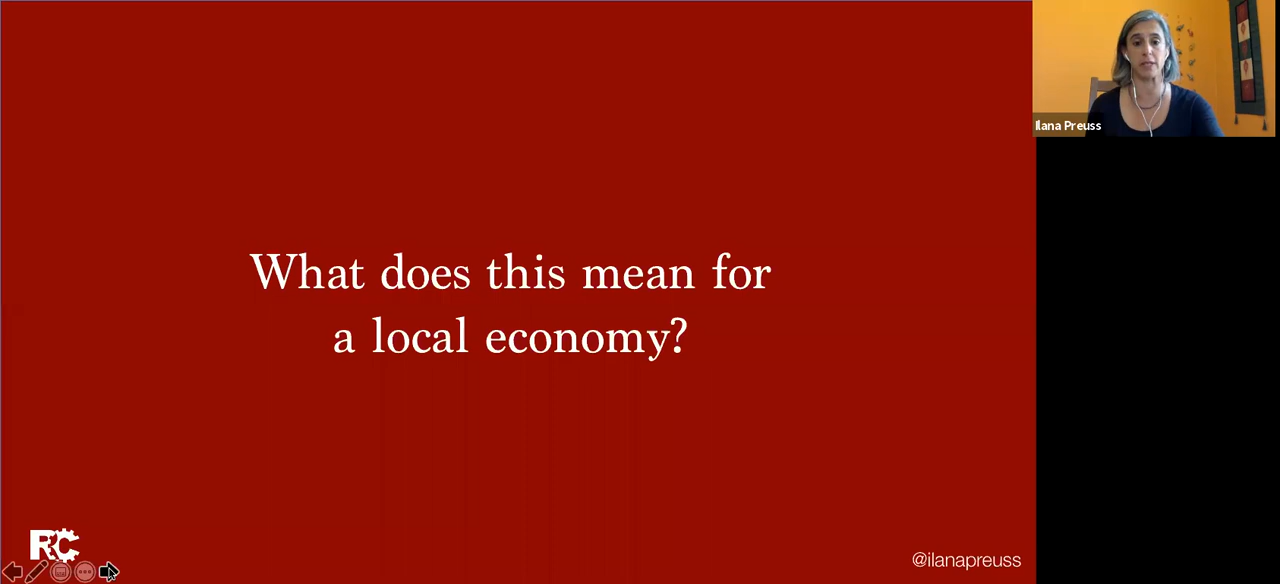 What does this mean for
a local economy?
Ilana Preuss
RC
@ilanapreuss